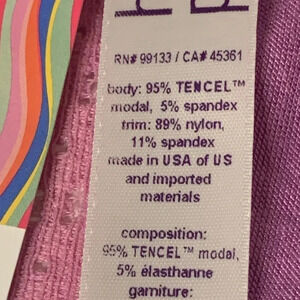 RN# 99133 / CA# 45361
body: 95% TENCEL™
modal, 5% spandex
trim: 89% nylon,
11% spandex
made in USA of US
and imported
materials
composition:
95% TENCEL™ modal,
5% élasthanne
garniture: